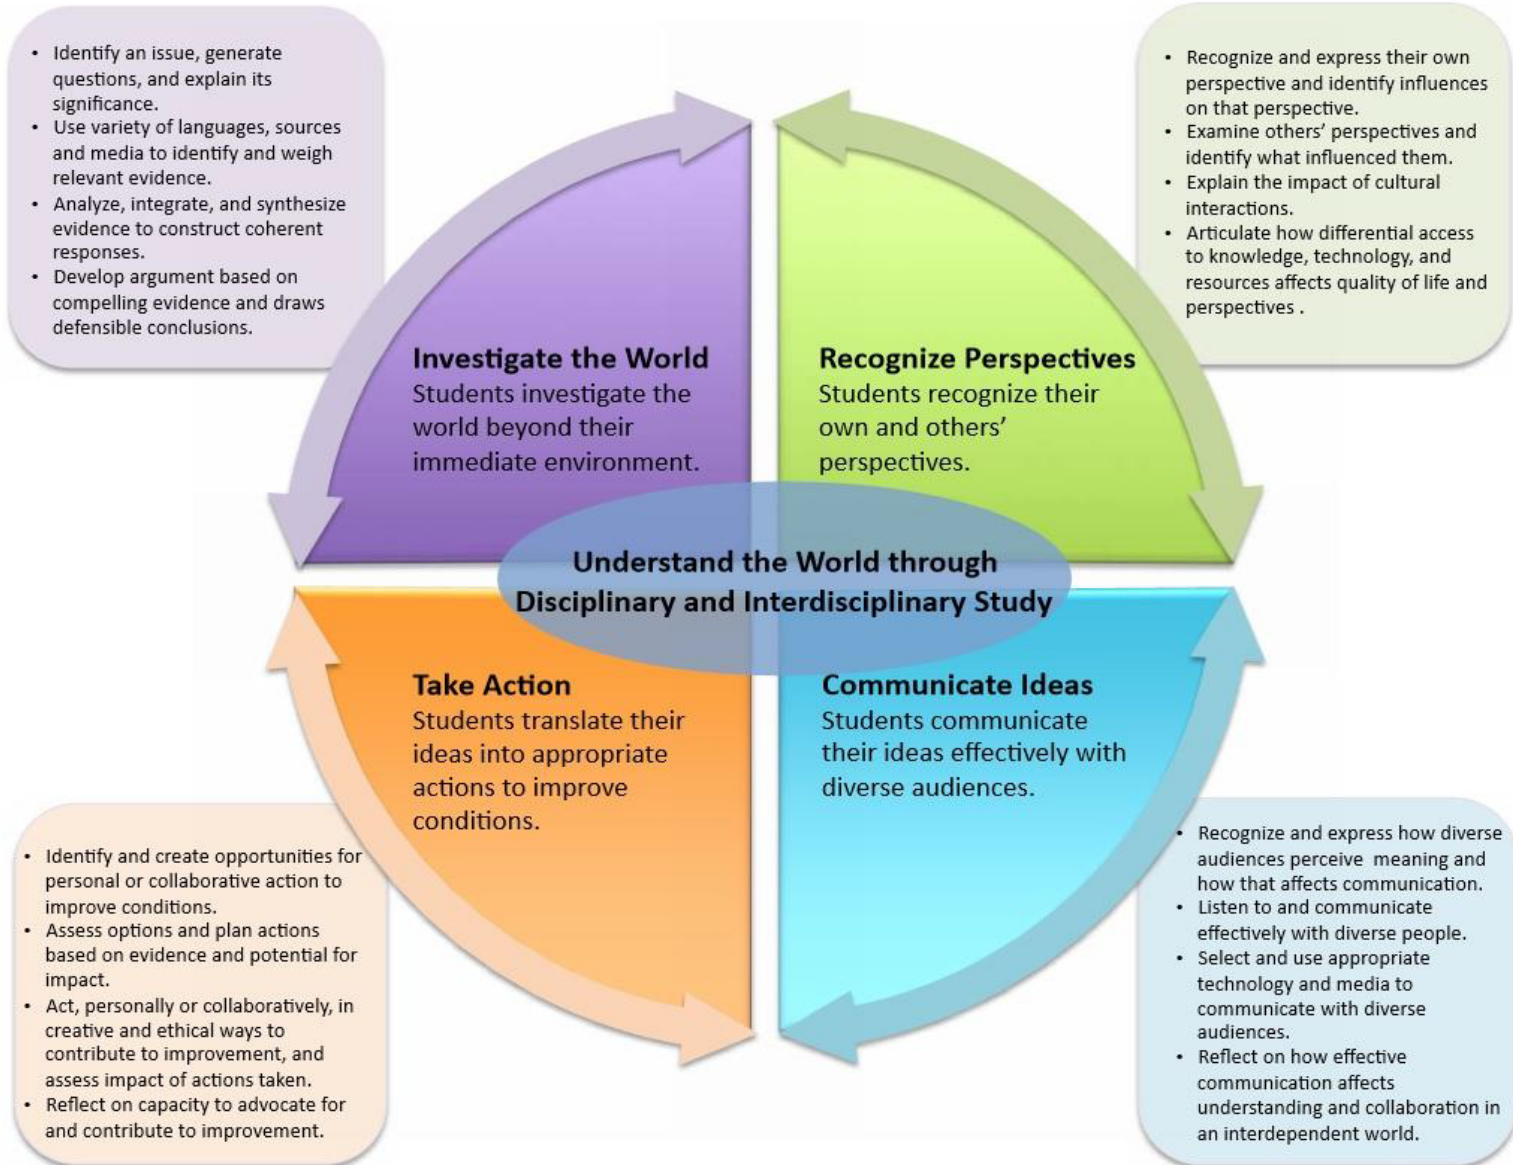 • Identify an issue, generate
questions, and explain its
significance.
• Use variety of languages, sources
and media to identify and weigh
relevant evidence.
• Analyze, integrate, and synthesize
evidence to construct coherent
responses.
• Develop argument based on
compelling evidence and draws
defensible conclusions.
• Recognize and express their own
perspective and identify influences
on that perspective.
• Examine others’ perspectives and
identify what influenced them.
• Explain the impact of cultural
interactions.
• Articulate how differential access
to knowledge, technology, and
resources affects quality of life and
perspectives .
Investigate the World
Students investigate the
world beyond their
immediate environment.
Recognize Perspectives
Students recognize their
own and others’
perspectives.
Understand the World through
Disciplinary and Interdisciplinary Study
Take Action
Students translate their
ideas into appropriate
actions to improve
conditions.
Communicate Ideas
Students communicate
their ideas effectively with
diverse audiences.
• Identify and create opportunities for
personal or collaborative action to
improve conditions.
• Assess options and plan actions
based on evidence and potential for
impact.
• Act, personally or collaboratively, in
creative and ethical ways to
contribute to improvement, and
assess impact of actions taken.
• Reflect on capacity to advocate for
and contribute to improvement.
• Recognize and express how diverse
audiences perceive meaning and
how that affects communication.
• Listen to and communicate
effectively with diverse people.
• Select and use appropriate
technology and media to
communicate with diverse
audiences.
• Reflect on how effective
communication affects
understanding and collaboration in
an interdependent world.